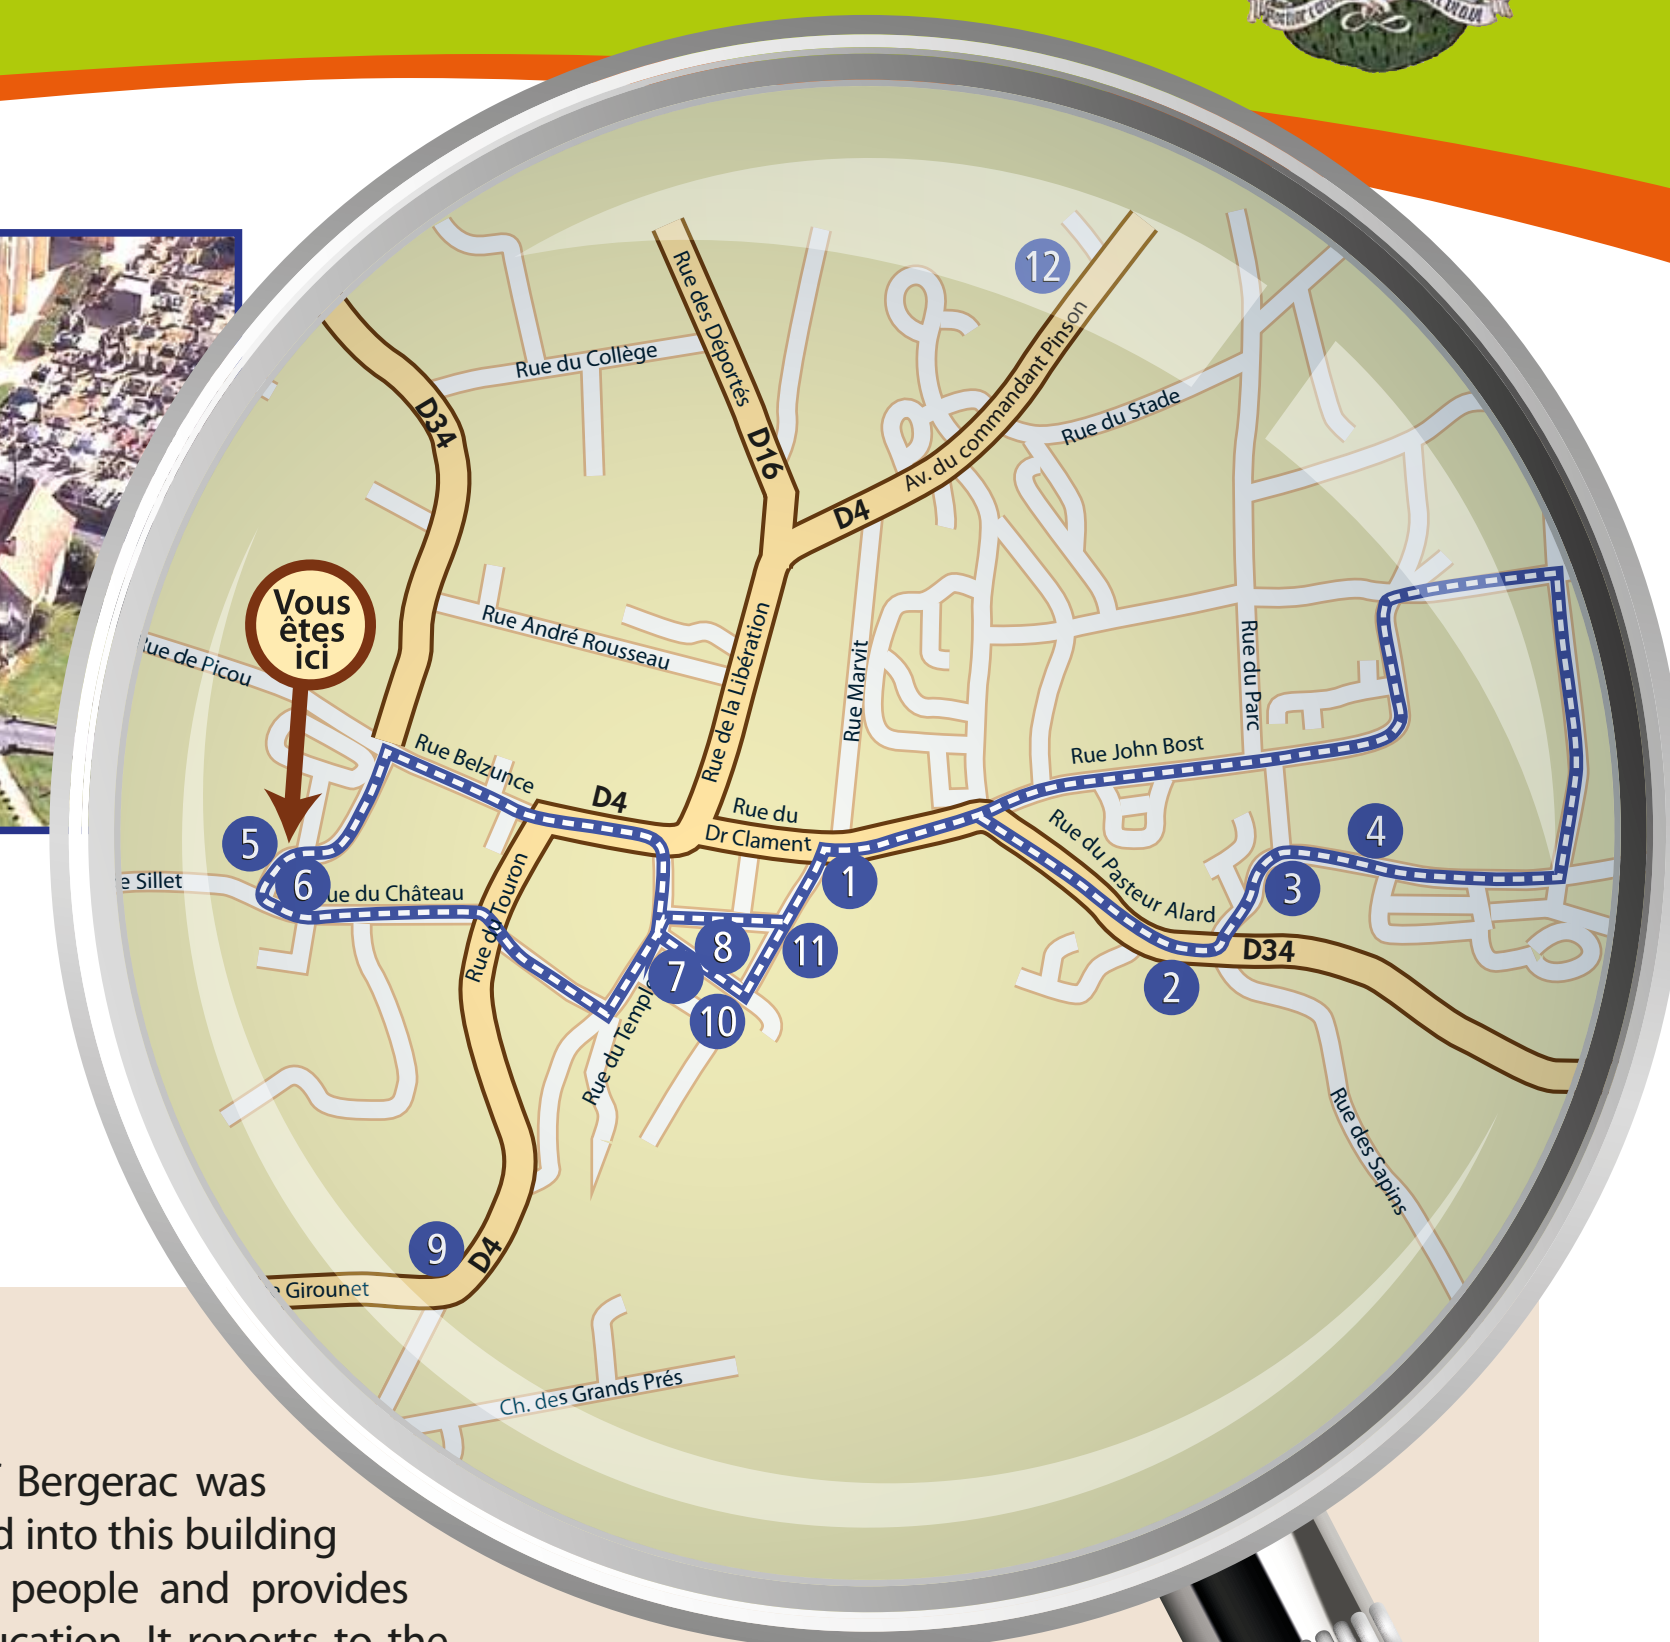 12
Rue des Déportés
Rue du Collège
D34
D16
Av. du commandant Pinson
Rue du Stade
D4
Vous
êtes
ici
Rue de Picou
Rue André Rousseau
Rue de la Libération
Rue Marvit
Rue du Parc
Rue Belzunce
Rue John Bost
D4
Rue du
Dr Clament
Rue du Pasteur Alard
5
4
6
1
3
Sillet
du Château
Rue du Touron
8
11
7
D34
2
10
Rue du Temple
Rue des Sapins
9
D4
Girounet
Ch. des Grands Prés
Bergerac was
into this building
people and provides
It reports to the